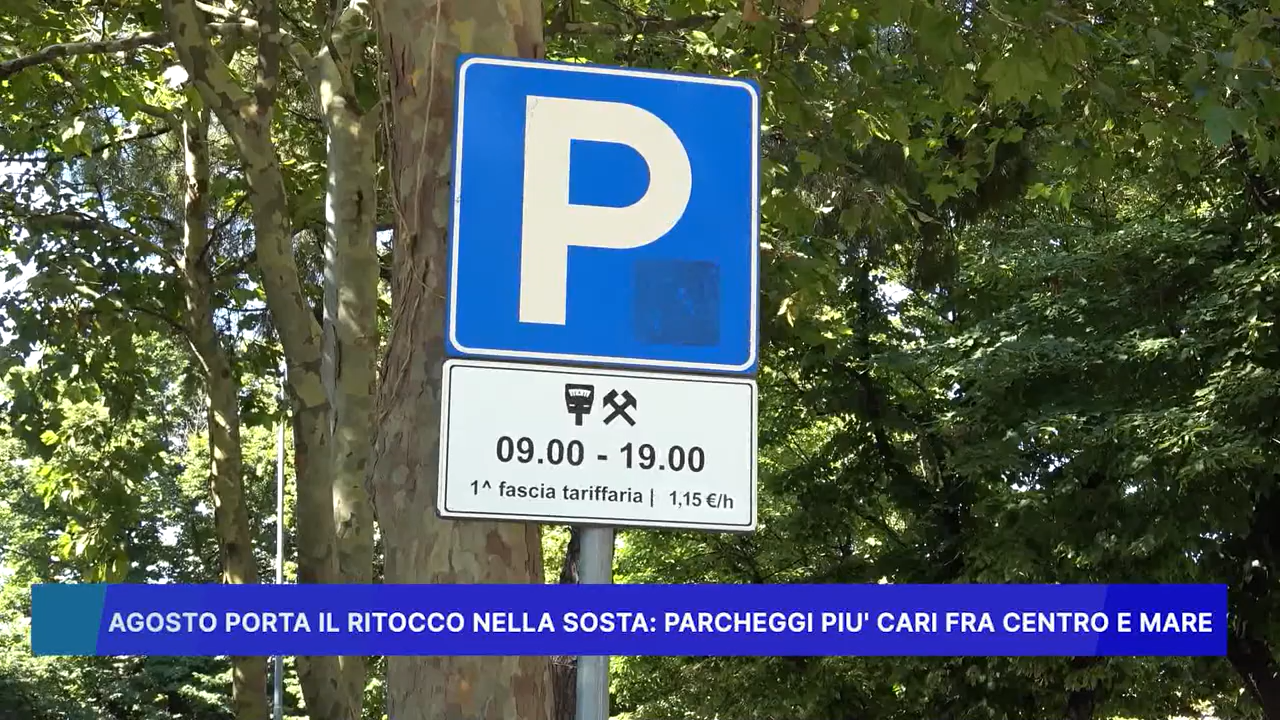 P
09.00 - 19.00
1^ fascia tariffaria | 1,15 €/h
AGOSTO PORTA IL RITOCCO NELLA SOSTA: PARCHEGGI PIU' CARI FRA CENTRO E MARE